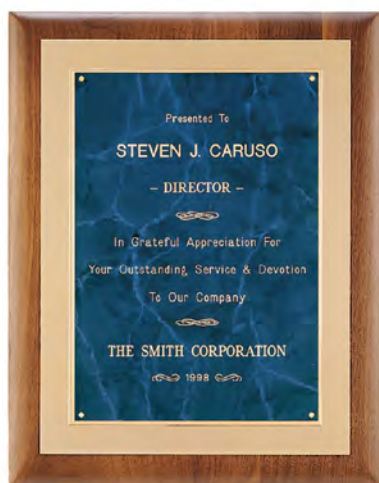 Presented To
STEVEN J. CARUSO
– DIRECTOR –
In Grateful Appreciation For
Your Outstanding Service & Devotion
To Our Company
THE SMITH CORPORATION
1998